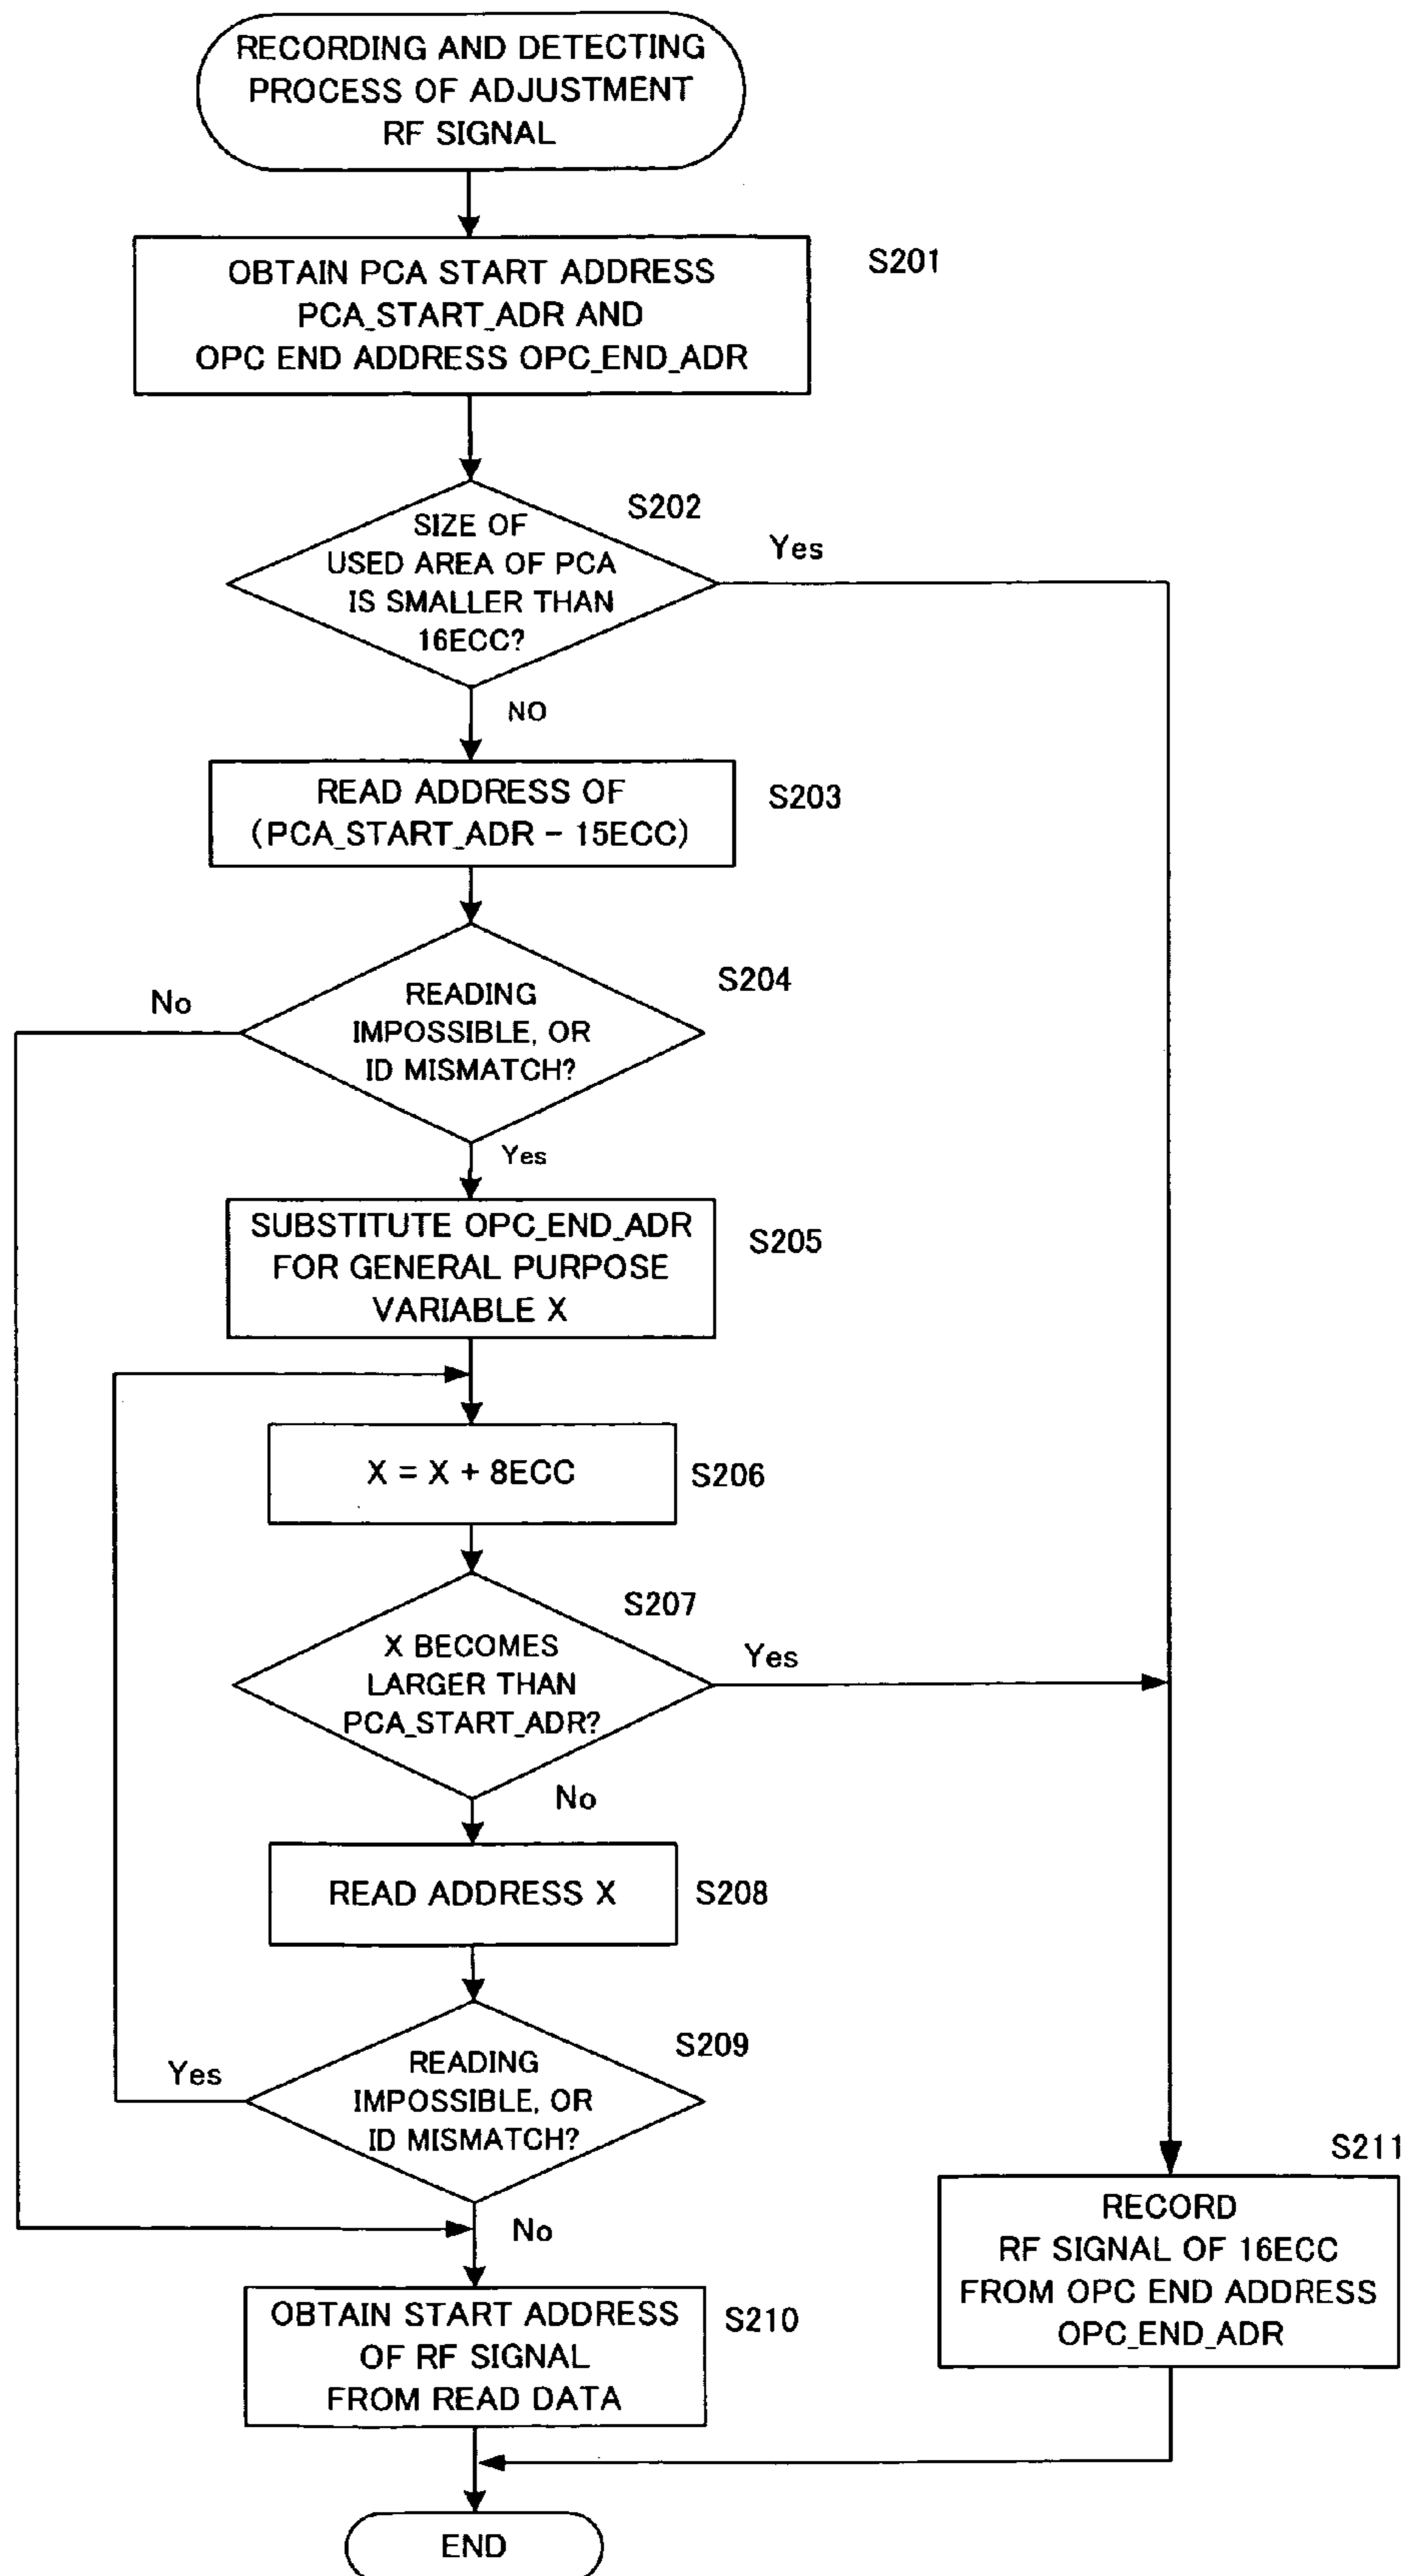 RECORDING AND DETECTING
PROCESS OF ADJUSTMENT
RF SIGNAL
OBTAIN PCA START ADDRESS
PCA_START_ADR AND
OPC END ADDRESS OPC_END_ADR
S201
S202
SIZE OF
USED AREA OF PCA
IS SMALLER THAN
16ECC?
Yes
NO
READ ADDRESS OF
(PCA_START_ADR - 15ECC)
S203
S204
No
READING
IMPOSSIBLE, OR
ID MISMATCH?
Yes
SUBSTITUTE OPC_END_ADR
FOR GENERAL PURPOSE
VARIABLE X
S205
X = X + 8ECC
S206
S207
X BECOMES
LARGER THAN
PCA_START_ADR?
Yes
No
READ ADDRESS X
S208
S209
Yes
READING
IMPOSSIBLE, OR
ID MISMATCH?
No
OBTAIN START ADDRESS
OF RF SIGNAL
FROM READ DATA
S210
S211
RECORD
RF SIGNAL OF 16ECC
FROM OPC END ADDRESS
OPC_END_ADR
END